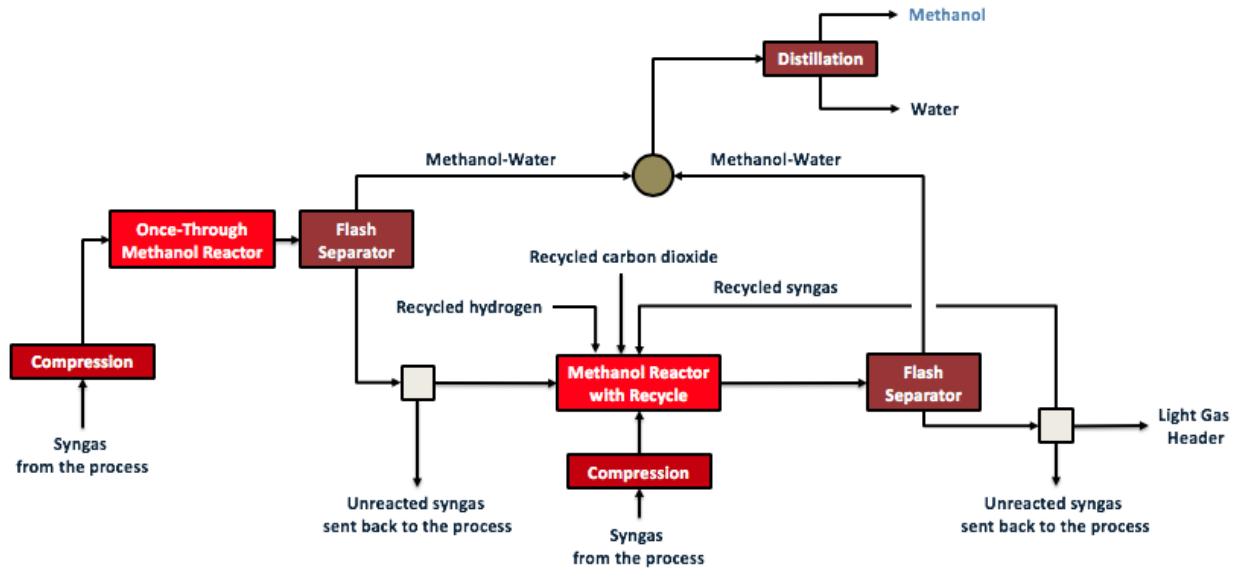 Methanol
Distillation
Water
Methanol-Water
Methanol-Water
Once-Through
Methanol Reactor
Flash
Separator
Recycled carbon dioxide
Recycled syngas
Recycled hydrogen
Compression
Methanol Reactor
with Recycle
Flash
Separator
Light Gas
Header
Syngas
from the process
Compression
Unreacted syngas
sent back to the process
Unreacted syngas
sent back to the process
Syngas
from the process